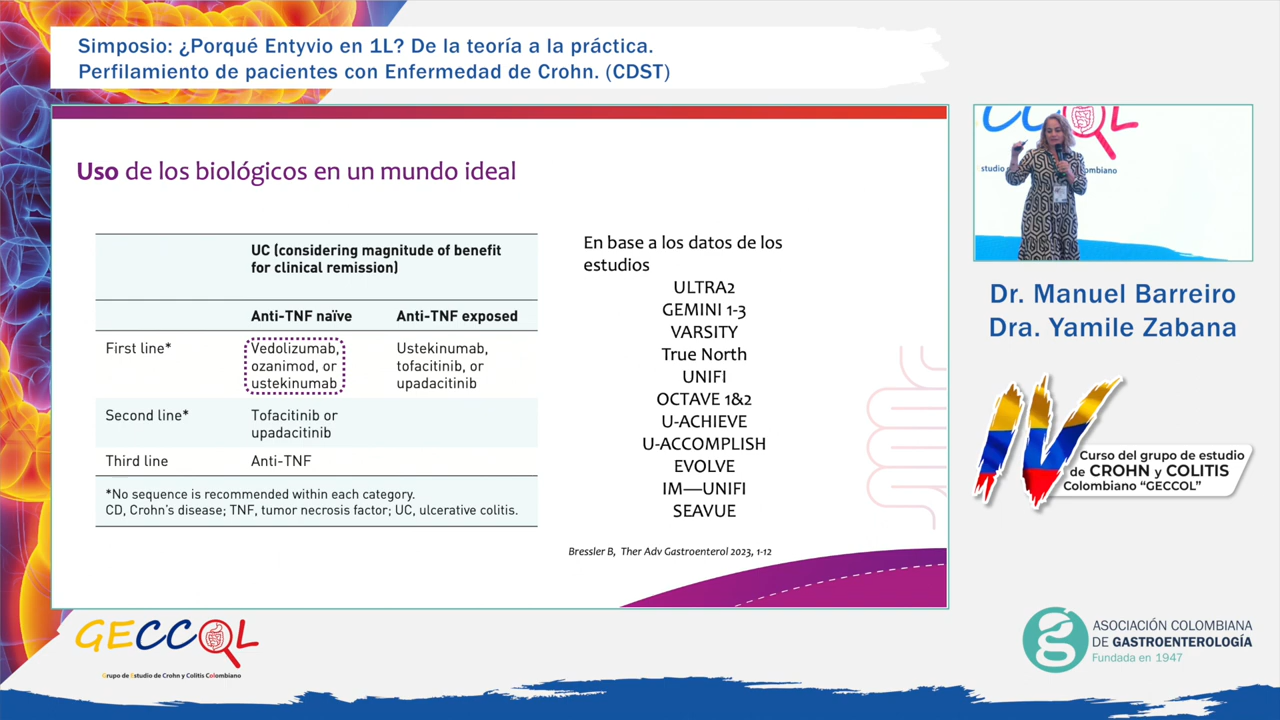 Simposio: ¿Porqué Entyvio en 1L? De la teoría a la práctica.
Perfilamiento de pacientes con Enfermedad de Crohn. (CDST)
Uso de los biológicos en un mundo ideal
UC (considering magnitude of benefit
for clinical remission)
Anti-TNF naïve
Anti-TNF exposed
First line*
Vedolizumab,
ozanimod, or
ustekinumab
Ustekinumab,
tofacitinib, or
upadacitinib
Second line*
Tofacitinib or
upadacitinib
Third line
Anti-TNF
*No sequence is recommended within each category.
CD, Crohn's disease; TNF, tumor necrosis factor; UC, ulcerative colitis.
En base a los datos de los
estudios
ULTRA2
GEMINI 1-3
VARSITY
True North
UNIFI
OCTAVE 1&2
U-ACHIEVE
U-ACCOMPLISH
EVOLVE
IM—UNIFI
SEAVUE
Bressler B, Ther Adv Gastroenterol 2023, 1-12
studio
ombiano
Dr. Manuel Barreiro
Dra. Yamile Zabana
IV
Curso del grupo de estudio
de CROHN y COLITIS
Colombiano "GECCOL"
GECCOL
Grupo de Estudio de Crohn y Colitis Colombiano
ASOCIACIÓN COLOMBIANA
DE GASTROENTEROLOGÍA
Fundada en 1947